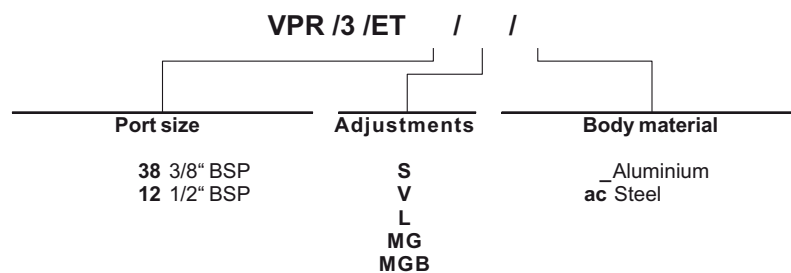 VPR /3 /ET / /
Port size Adjustments Body material
38 3/8“ BSP S _Aluminium
12 1/2“ BSP V ac Steel
L
MG
MGB